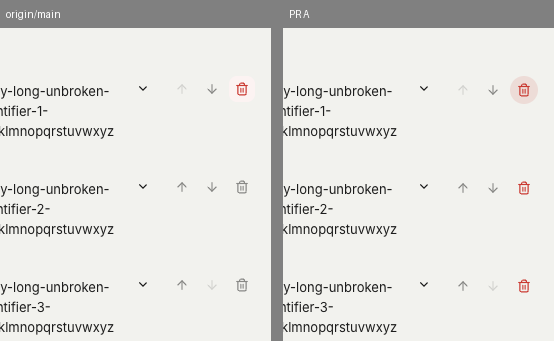 origin/main
PRA
y-long-unbroken-
ntifier-1-
klmnopqrstuvwxyz
y-long-unbroken-
ntifier-2-
klmnopqrstuvwxyz
y-long-unbroken-
ntifier-3-
klmnopqrstuvwxyz
y-long-unbroken-
ntifier-1-
klmnopqrstuvwxyz
y-long-unbroken-
ntifier-2-
klmnopqrstuvwxyz
y-long-unbroken-
ntifier-3-
klmnopqrstuvwxyz